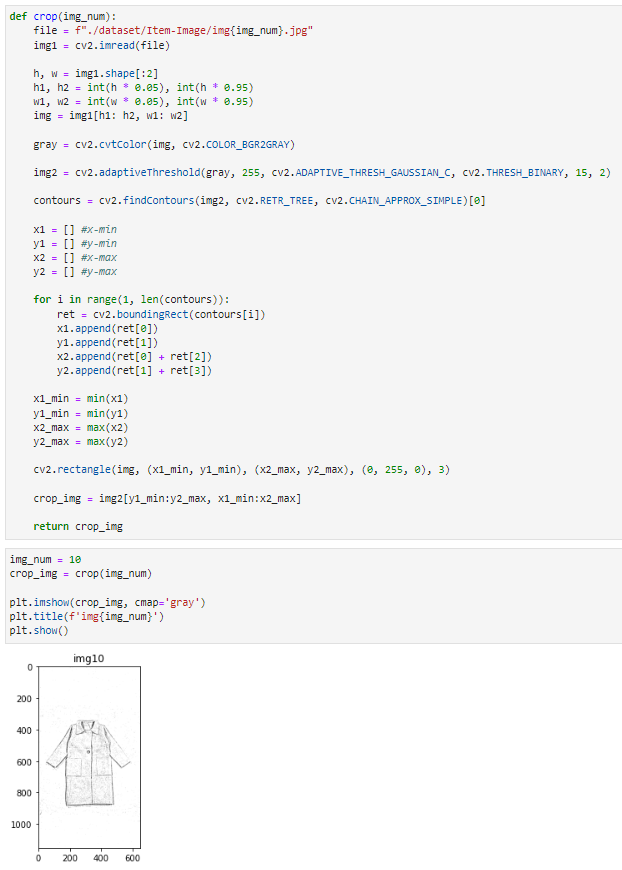 def crop(img_num):
    file = f"./dataset/Item-Image/img{img_num}.jpg"
    img1 = cv2.imread(file)
    h, w = img1.shape[:2]
    h1, h2 = int(h * 0.05), int(h * 0.95)
    w1, w2 = int(w * 0.05), int(w * 0.95)
    img = img1[h1: h2, w1: w2]
    gray = cv2.cvtColor(img, cv2.COLOR_BGR2GRAY)
    img2 = cv2.adaptiveThreshold(gray, 255, cv2.ADAPTIVE_THRESH_GAUSSIAN_C, cv2.THRESH_BINARY, 15, 2)
    contours = cv2.findContours(img2, cv2.RETR_TREE, cv2.CHAIN_APPROX_SIMPLE)[0]
    x1 = [] #x-min
    y1 = [] #y-min
    x2 = [] #x-max
    y2 = [] #y-max
    for i in range(1, len(contours)):
        ret = cv2.boundingRect(contours[i])
        x1.append(ret[0])
        y1.append(ret[1])
        x2.append(ret[0] + ret[2])
        y2.append(ret[1] + ret[3])
    x1_min = min(x1)
    y1_min = min(y1)
    x2_max = max(x2)
    y2_max = max(y2)
    cv2.rectangle(img, (x1_min, y1_min), (x2_max, y2_max), (0, 255, 0), 3)
    crop_img = img2[y1_min:y2_max, x1_min:x2_max]
    return crop_img
img_num = 10
crop_img = crop(img_num)
plt.imshow(crop_img, cmap='gray')
plt.title(f'img{img_num}')
plt.show()
img10
0
200
400
600
800
1000
0 200 400 600